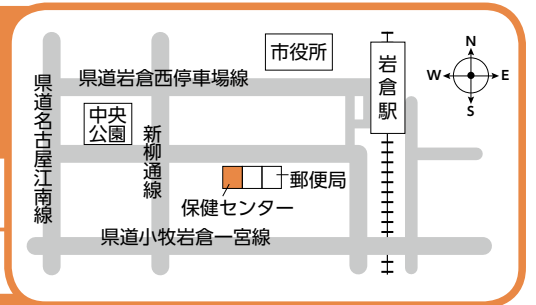 市役所
N
W
E
S
岩倉駅
県道岩倉西停車場線
県道名古屋江南線
中央
公園
新柳通線
郵便局
保健センター
県道小牧岩倉一宮線